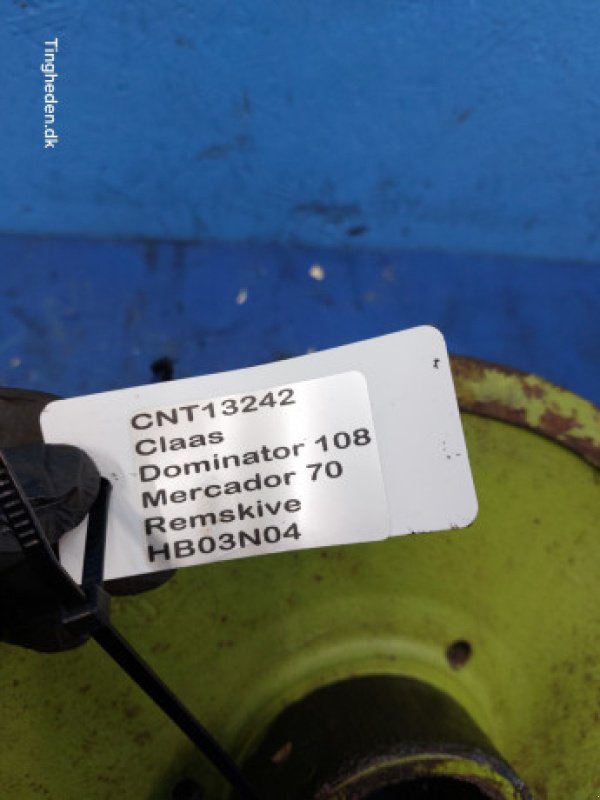 Tingheden.dk
CNT13242
Claas
Dominator 108
Mercador 70
Remskive
HB03N04